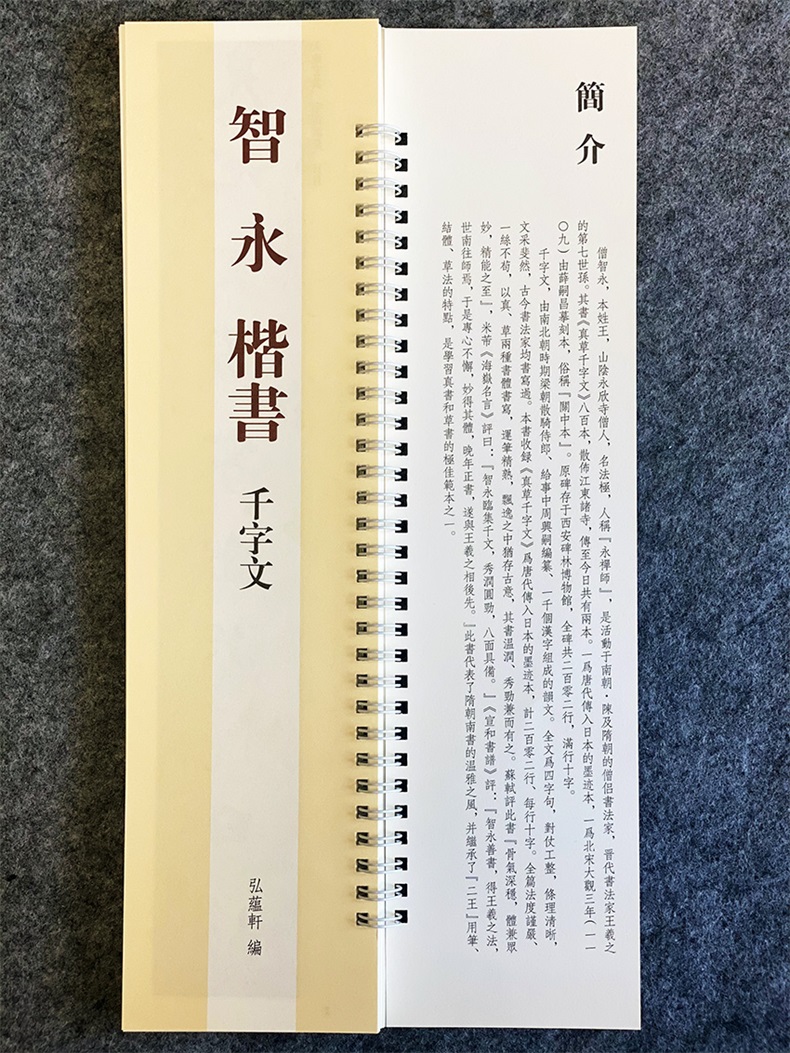 智永楷書
千字文
弘蘊軒 編
簡介
僧智永，本姓王，山陰永欣寺僧人，名法極，人稱『永禪師』，是活動于南朝·陳及隋朝的僧侶書法家，晉代書法家王羲之
的第七世孫。其書《真草千字文》八百本，散佈江東諸寺，傳至今日共有兩本。一爲唐代傳入日本的墨迹本，一爲北宋大觀三年（一一
〇九）由薛嗣昌摹刻本，俗稱『關中本』。原碑存于西安碑林博物館，全碑共二百零二行，滿行十字。
千字文，由南北朝時期梁朝散騎侍郎、給事中周興嗣編纂、一千個漢字組成的韻文。全文爲四字句，對仗工整，條理清晰，
文采斐然，古今書法家均書寫過。本書收録《真草千字文》爲唐代傳入日本的墨迹本，計二百零二行、每行十字。全篇法度謹嚴、
一絲不苟，以真、草兩種書體書寫，運筆精熟，飄逸之中猶存古意，其書温潤、秀勁兼而有之。蘇軾評此書『骨氣深穩，體兼眾
妙，精能之至』，米芾《海嶽名言》評曰：『智永臨集千文，秀潤圓勁，八面具備。』《宣和書譜》評：『智永善書，得王羲之法，
世南往師焉，于是專心不懈，妙得其體，晚年正書，遂與王羲之相後先。』此書代表了隋朝南書的温雅之風，并繼承了『二王』用筆、
結體、草法的特點，是學習真書和草書的極佳範本之一。